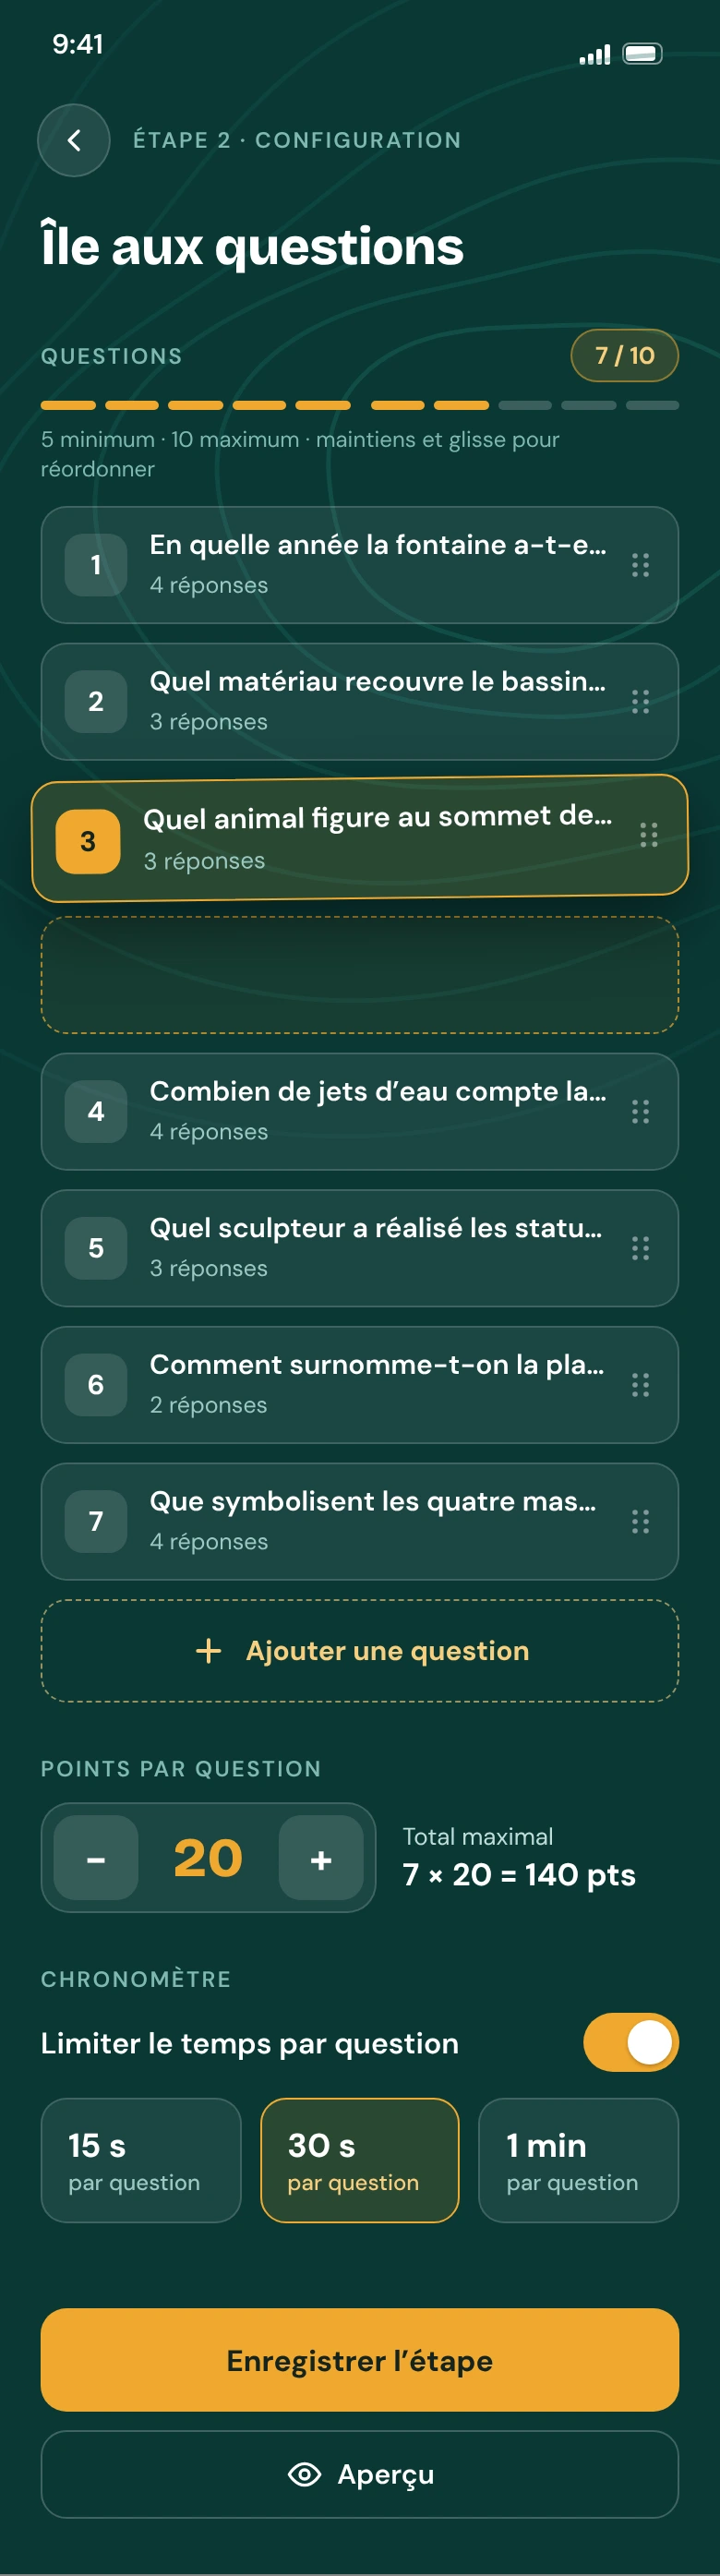 9:41
ÉTAPE 2 · CONFIGURATION
Île aux questions
QUESTIONS
7 / 10
5 minimum · 10 maximum · maintiens et glisse pour
réordonner
1
En quelle année la fontaine a-t-e...
4 réponses
2
Quel matériau recouvre le bassin...
3 réponses
3
Quel animal figure au sommet de...
3 réponses
4
Combien de jets d’eau compte la...
4 réponses
5
Quel sculpteur a réalisé les statu...
3 réponses
6
Comment surnomme-t-on la pla...
2 réponses
7
Que symbolisent les quatre mas...
4 réponses
+ Ajouter une question
POINTS PAR QUESTION
− 20 +
Total maximal
7 × 20 = 140 pts
CHRONOMÈTRE
Limiter le temps par question
15 s
par question
30 s
par question
1 min
par question
Enregistrer l’étape
Aperçu